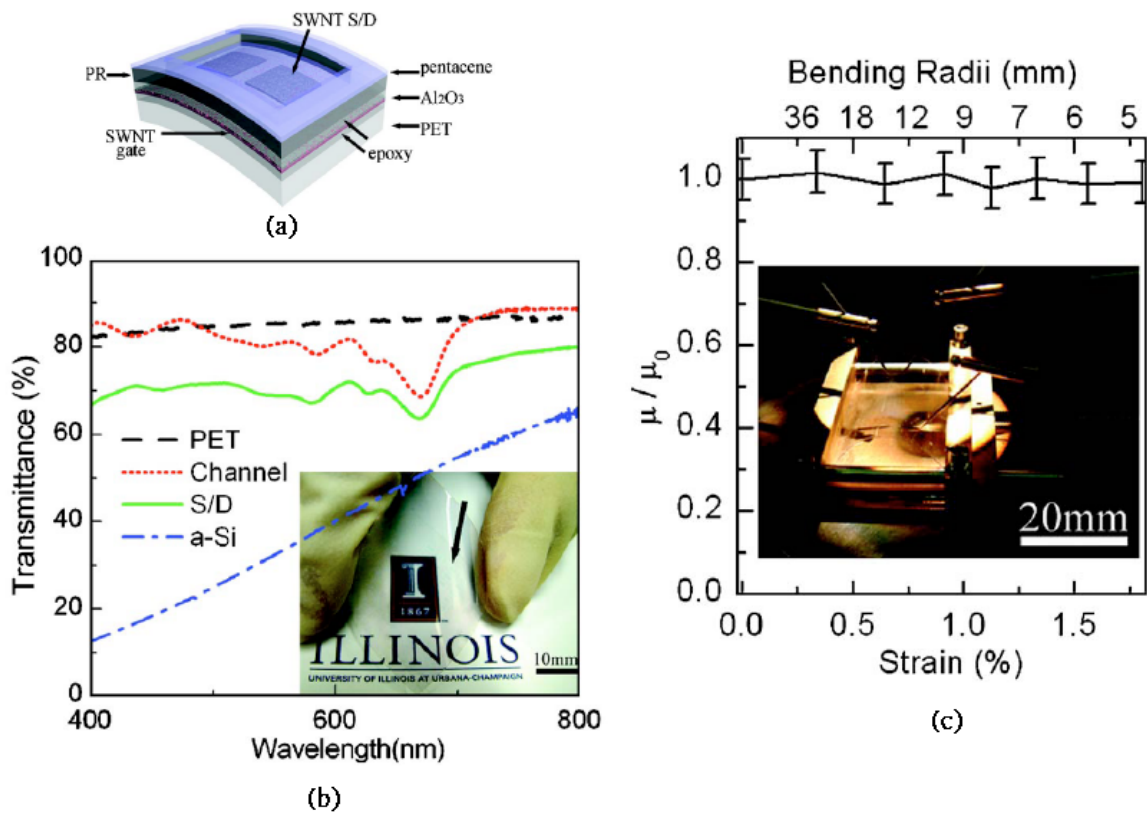 SWNT S/D
PR
pentacene
Al₂O₃
PET
SWNT
gate
epoxy
(a)
100
80
60
40
20
0
Transmittance (%)
PET
Channel
S/D
a-Si
I
1867
ILLINOIS
UNIVERSITY OF ILLINOIS AT URBANA-CHAMPAIGN
10mm
400
600
800
Wavelength(nm)
(b)
Bending Radii (mm)
36 18 12 9 7 6 5
1.0
0.8
0.6
0.4
0.2
0.0
μ / μ₀
20mm
0.0 0.5 1.0 1.5
Strain (%)
(c)